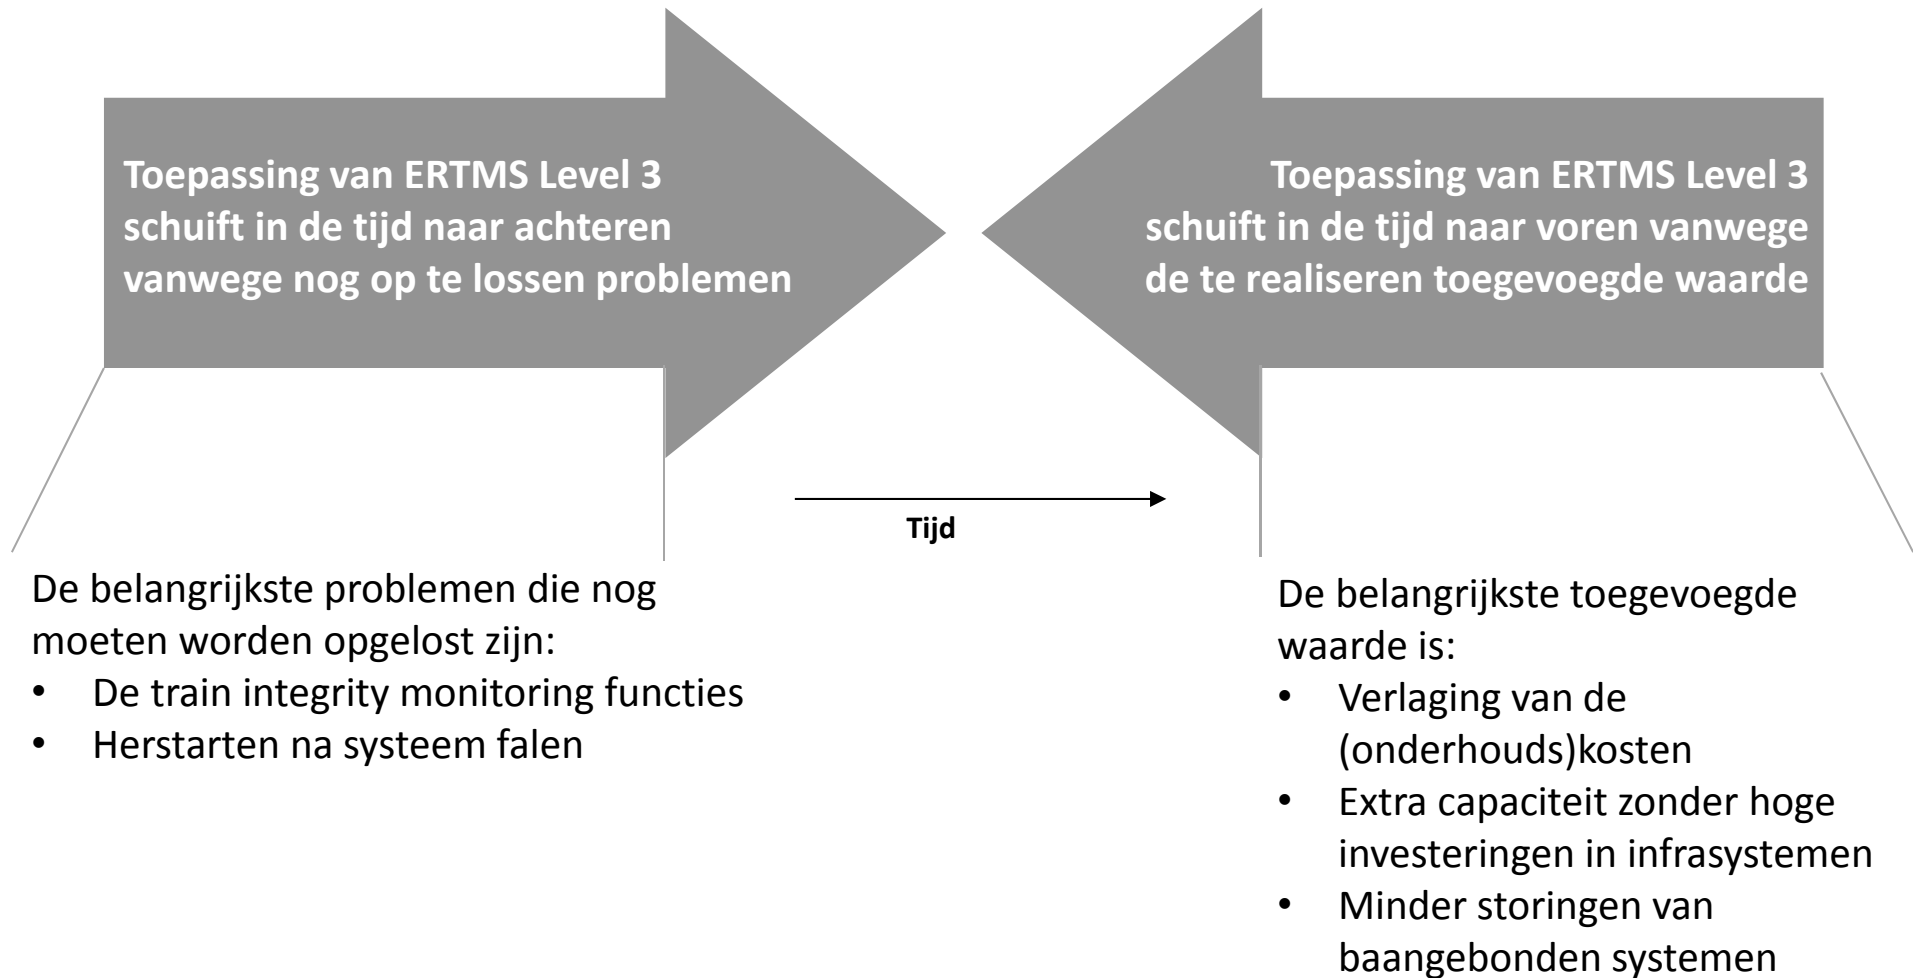 Toepassing van ERTMS Level 3
schuift in de tijd naar achteren
vanwege nog op te lossen problemen
Toepassing van ERTMS Level 3
schuift in de tijd naar voren vanwege
de te realiseren toegevoegde waarde
Tijd
De belangrijkste problemen die nog
moeten worden opgelost zijn:
• De train integrity monitoring functies
• Herstarten na systeem falen
De belangrijkste toegevoegde
waarde is:
• Verlaging van de
(onderhouds)kosten
• Extra capaciteit zonder hoge
investeringen in infrasystemen
• Minder storingen van
baangebonden systemen